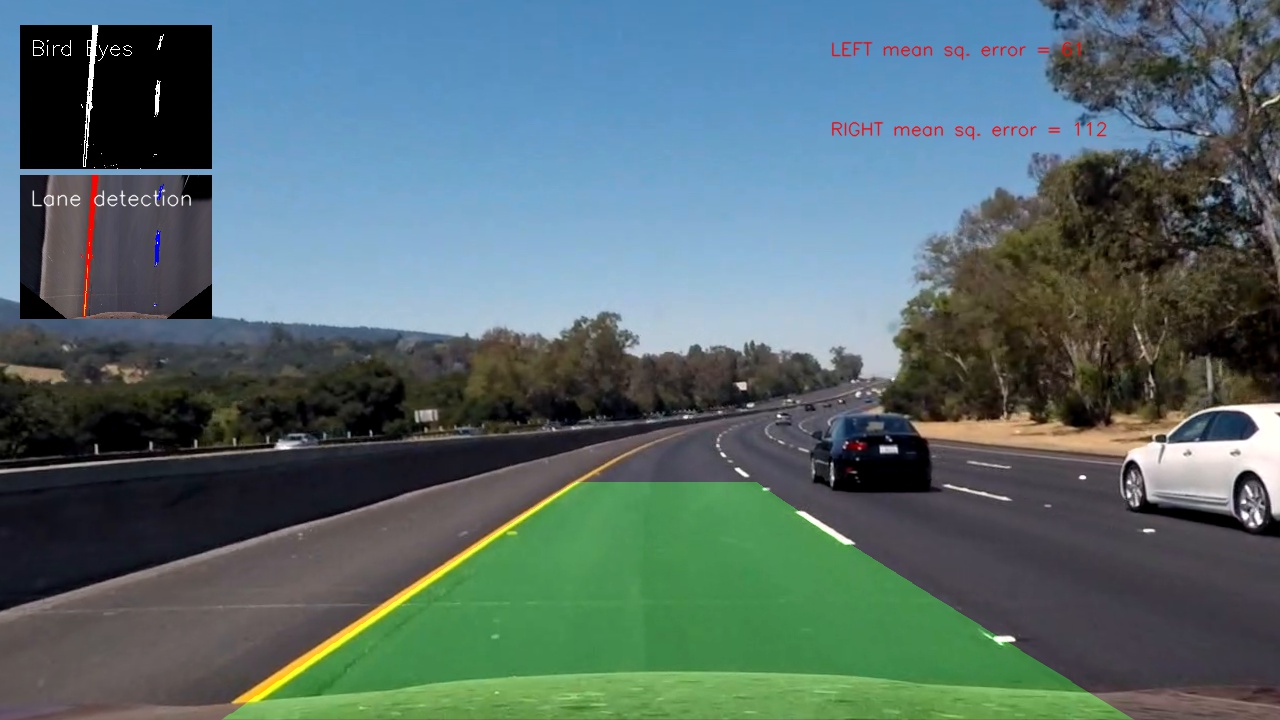 Bird Eyes
LEFT mean sq. error = 61
RIGHT mean sq. error = 112
Lane detection